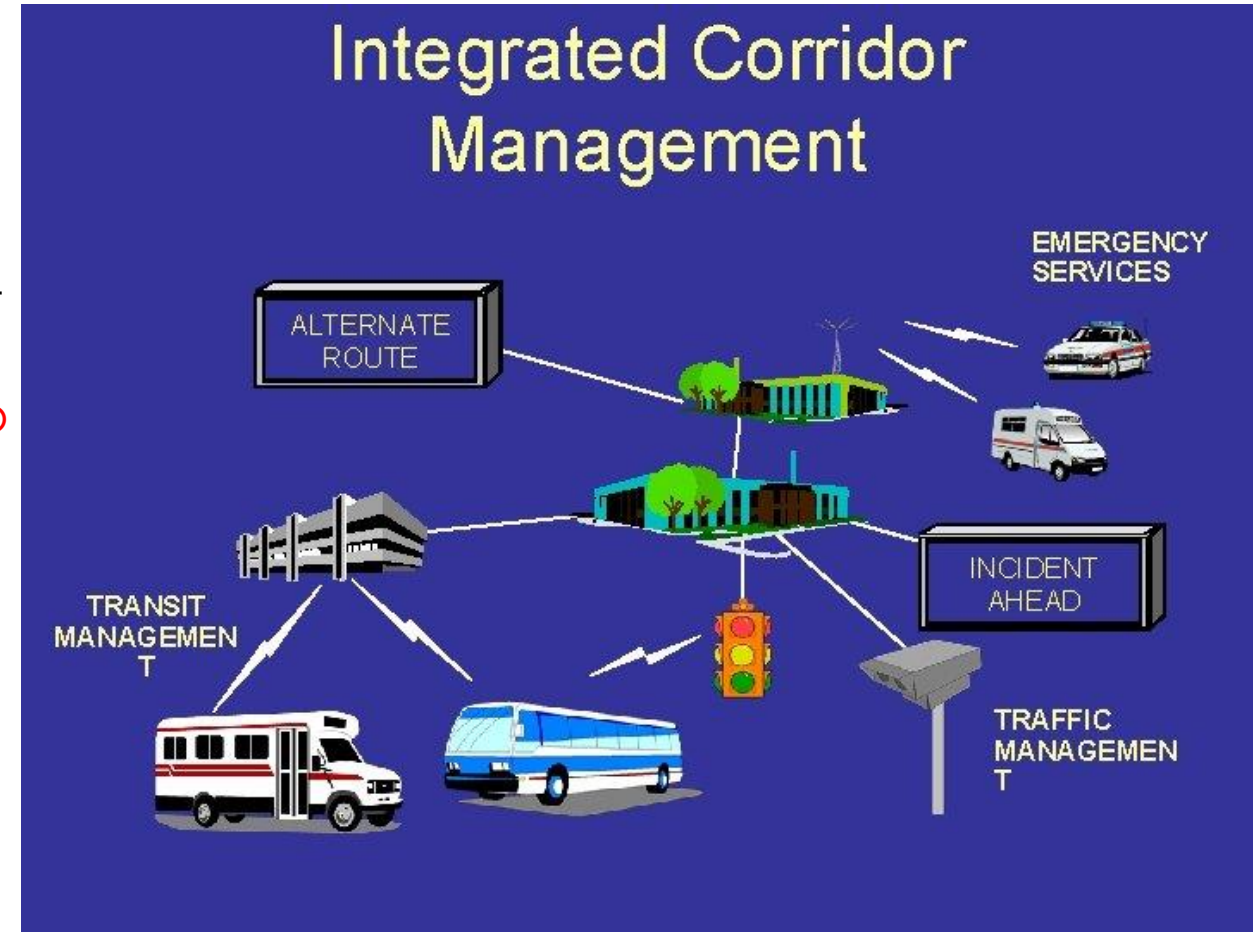 Integrated Corridor
Management
EMERGENCY
SERVICES
ALTERNATE
ROUTE
INCIDENT
AHEAD
TRANSIT
MANAGEMEN
T
TRAFFIC
MANAGEMEN
T